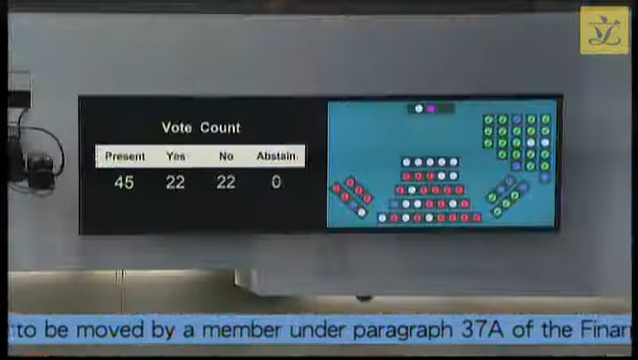 Vote Count
Present Yes No Abstain
45 22 22 0
to be moved by a member under paragraph 37A of the Finan